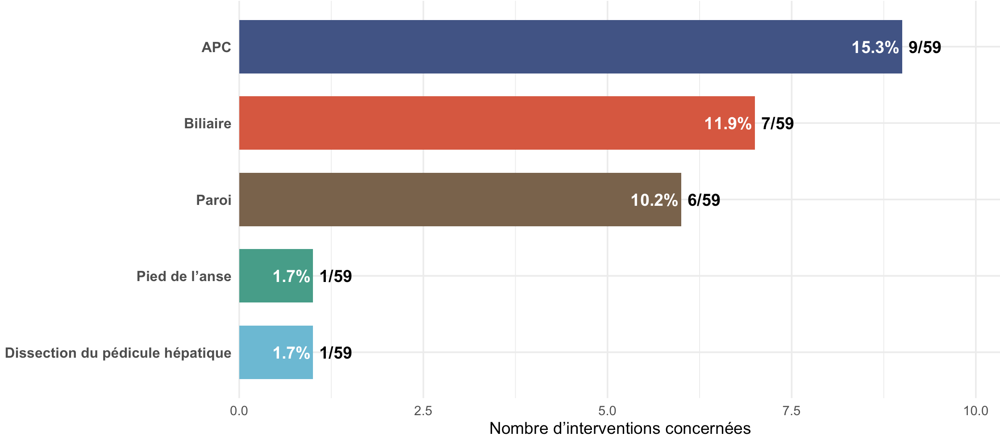 APC
15.3% 9/59
Biliaire
11.9% 7/59
Paroi
10.2% 6/59
Pied de l’anse
1.7% 1/59
Dissection du pédicule hépatique
1.7% 1/59
0.0 2.5 5.0 7.5 10.0
Nombre d’interventions concernées